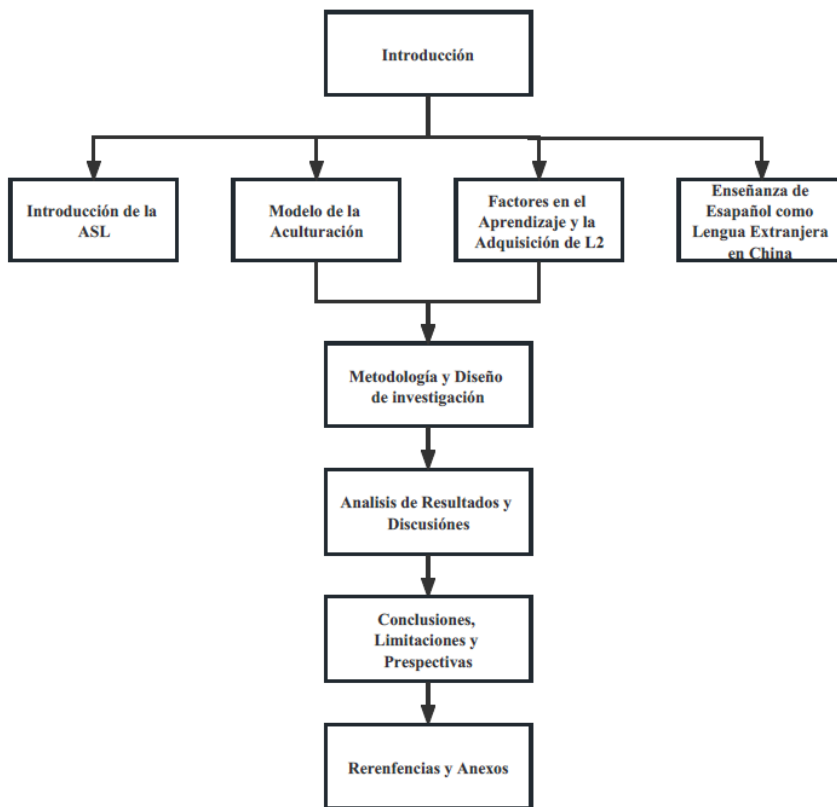 Introducción
Introducción de la
ASL
Modelo de la
Aculturación
Factores en el
Aprendizaje y la
Adquisición de L2
Enseñanza de
Esapañol como
Lengua Extranjera
en China
Metodología y Diseño
de investigación
Analisis de Resultados y
Discusiónes
Conclusiones,
Limitaciones y
Prespectivas
Rerenfencias y Anexos